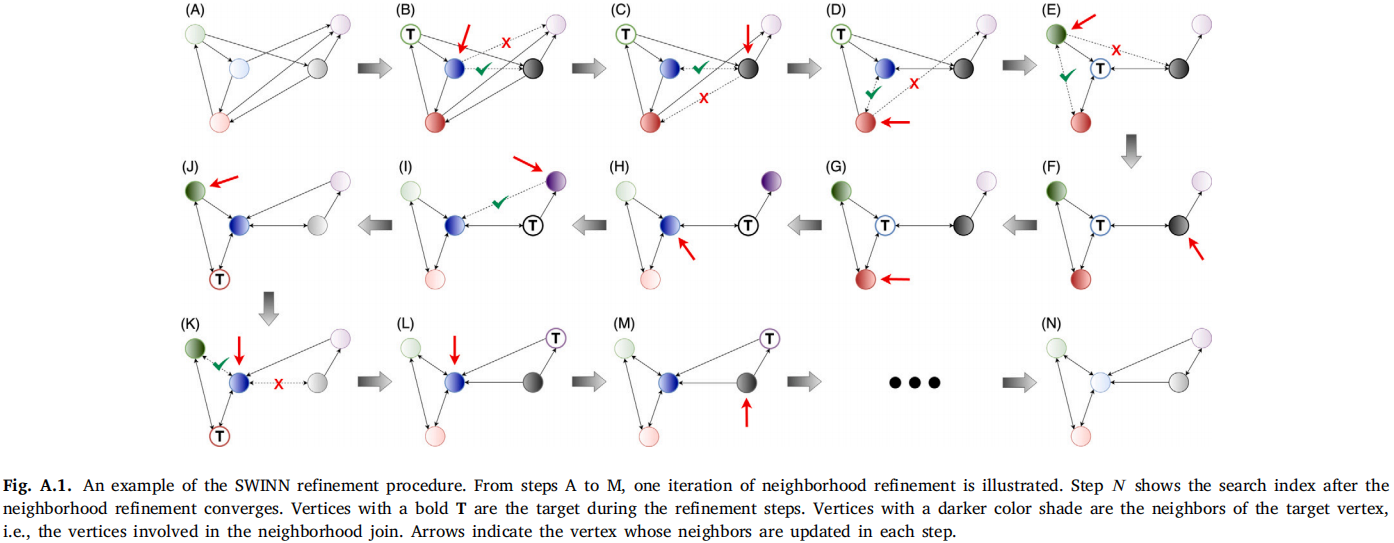 (A) (B) (C) (D) (E)
T X T X T X X T
(J) (I) (H) (G) (F)
T T T T T
(K) (L) (M) (N)
X T T T
Fig. A.1. An example of the SWINN refinement procedure. From steps A to M, one iteration of neighborhood refinement is illustrated. Step N shows the search index after the
neighborhood refinement converges. Vertices with a bold T are the target during the refinement steps. Vertices with a darker color shade are the neighbors of the target vertex,
i.e., the vertices involved in the neighborhood join. Arrows indicate the vertex whose neighbors are updated in each step.